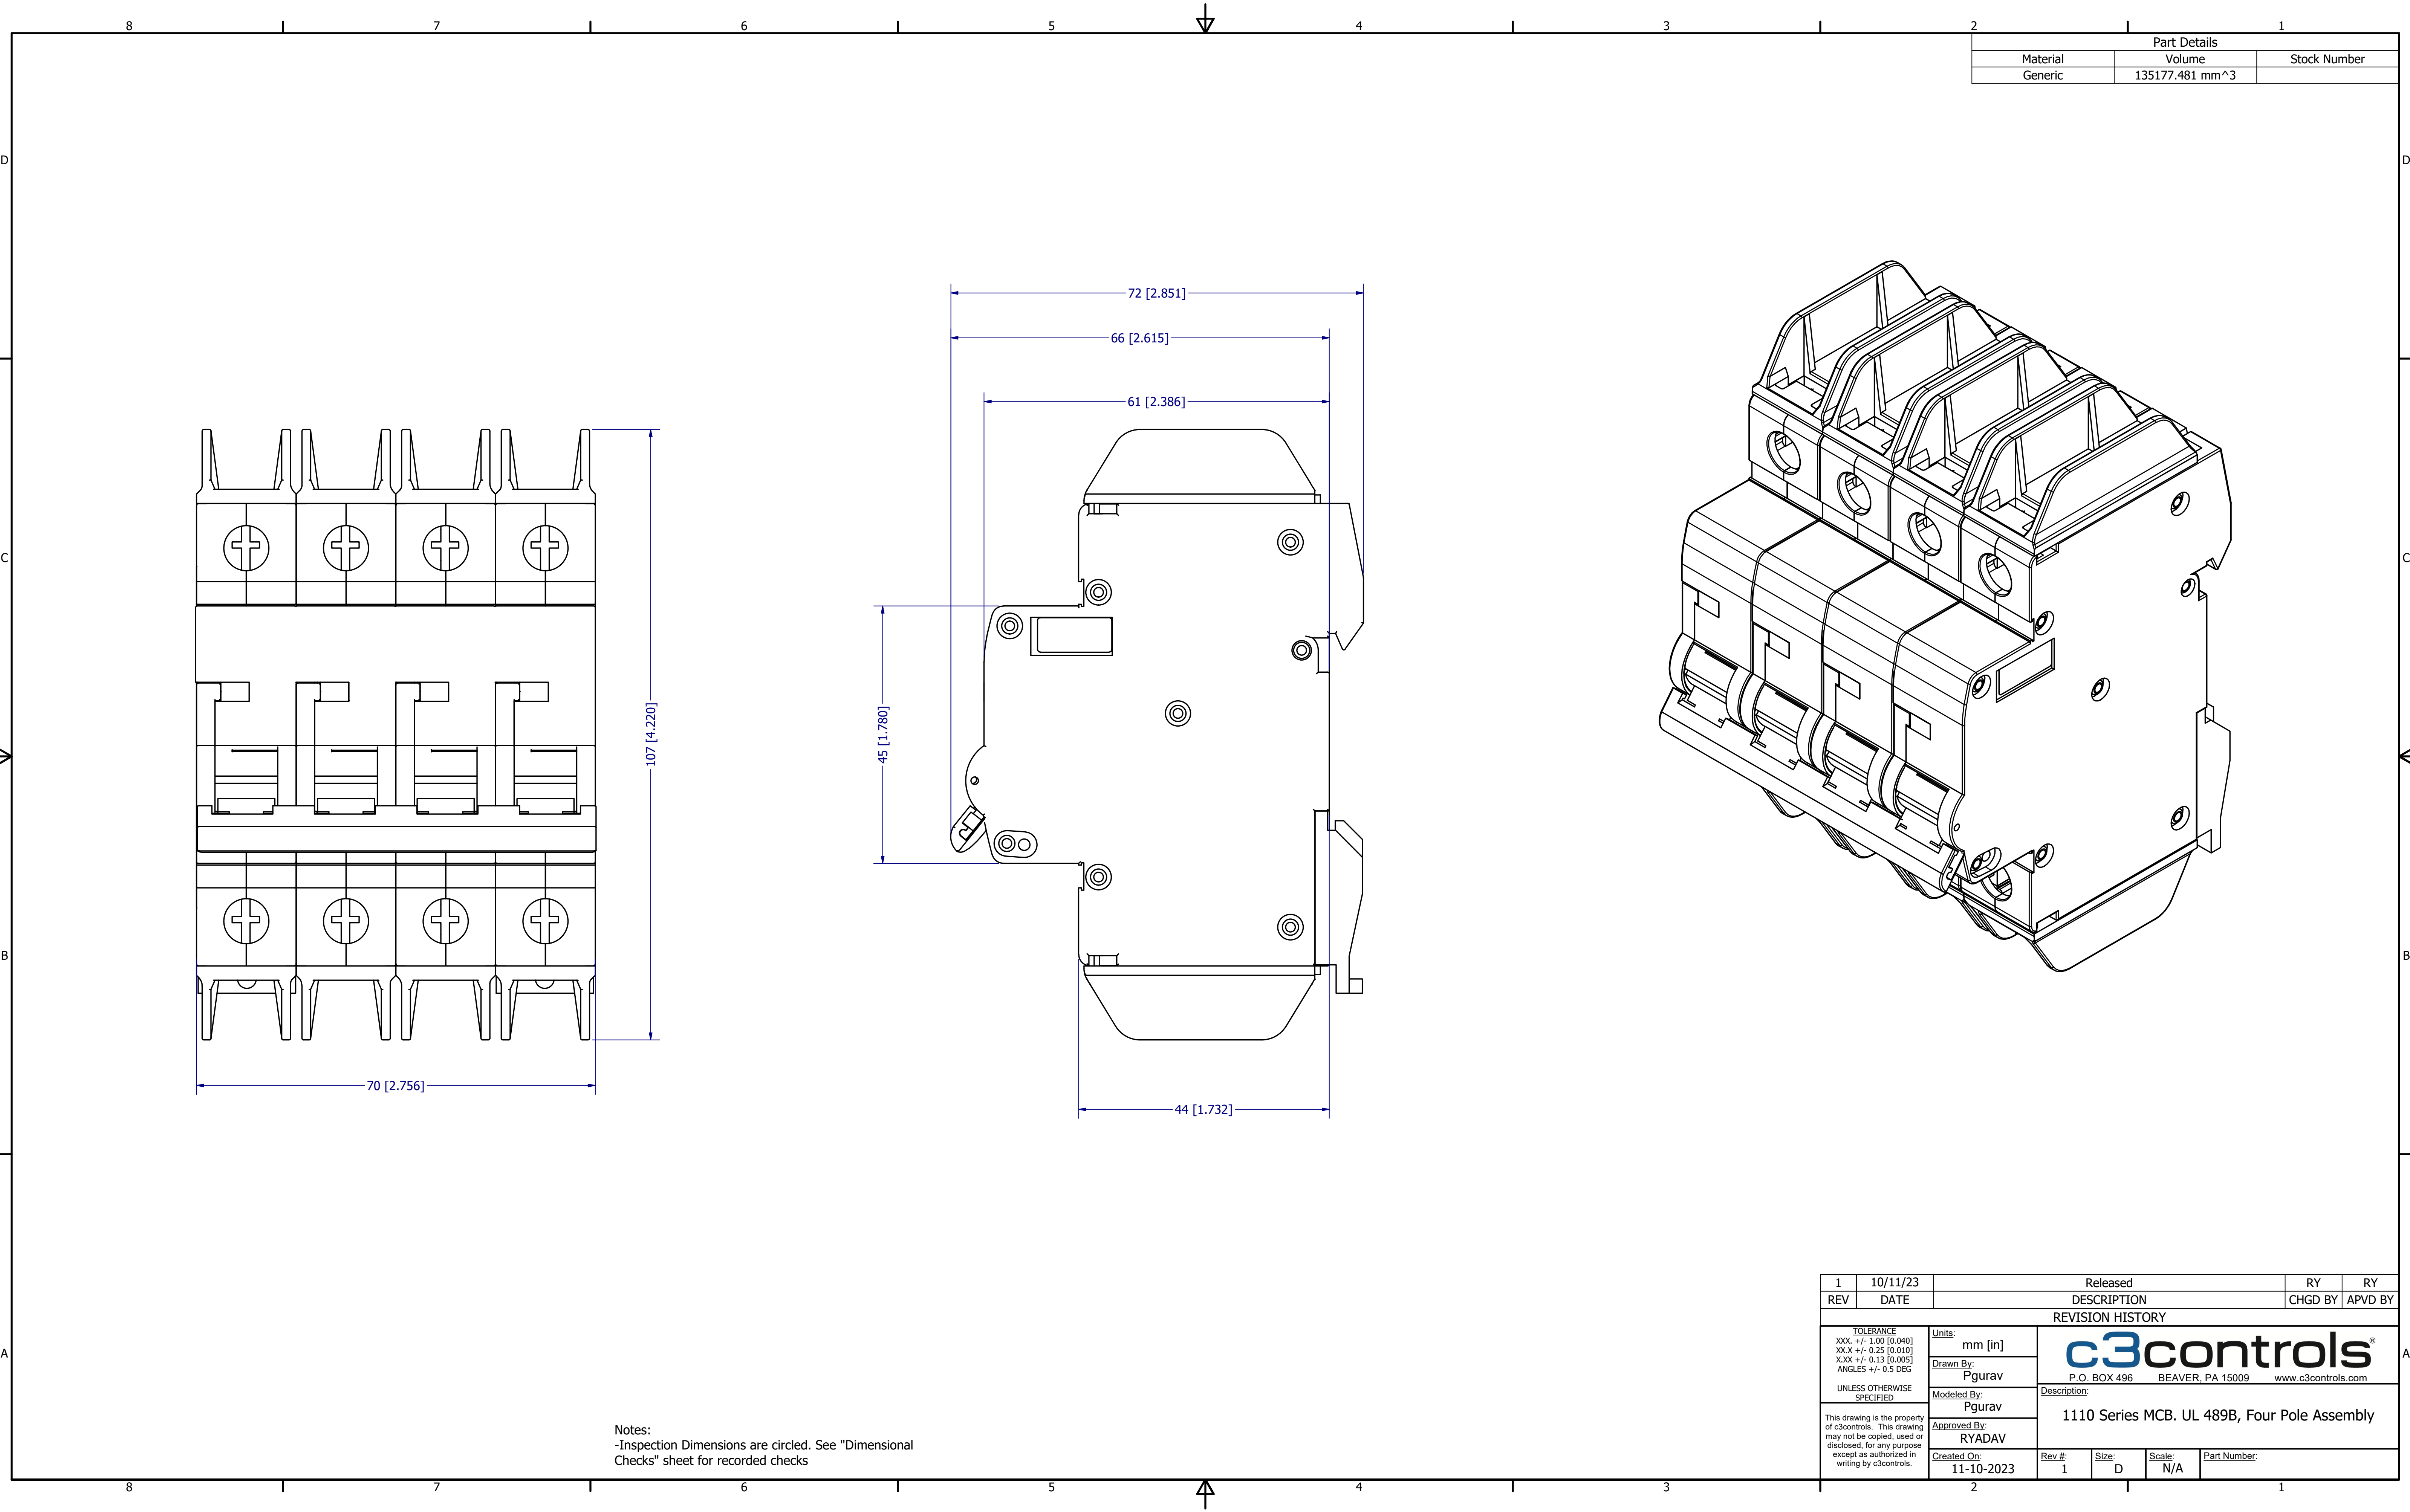 8 7 6 5 4 3 2 1
Part Details
Material Volume Stock Number
Generic 135177.481 mm^3
D D
72 [2.851]
66 [2.615]
61 [2.386]
C C
107 [4.220]
45 [1.780]
B B
70 [2.756]
44 [1.732]
1 10/11/23 Released RY RY
REV DATE DESCRIPTION CHGD BY APVD BY
REVISION HISTORY
TOLERANCE
XXX. +/- 1.00 [0.040]
XX.X +/- 0.25 [0.010]
X.XX +/- 0.13 [0.005]
ANGLES +/- 0.5 DEG
UNLESS OTHERWISE
SPECIFIED
This drawing is the property
of c3controls. This drawing
may not be copied, used or
disclosed, for any purpose
except as authorized in
writing by c3controls.
Units:
mm [in]
Drawn By:
Pgurav
Modeled By:
Pgurav
Approved By:
RYADAV
Created On:
11-10-2023
c3controls®
P.O. BOX 496 BEAVER, PA 15009 www.c3controls.com
Description:
1110 Series MCB. UL 489B, Four Pole Assembly
Rev #: Size: Scale: Part Number:
1 D N/A
A A
Notes:
-Inspection Dimensions are circled. See "Dimensional
Checks" sheet for recorded checks
8 7 6 5 4 3 2 1